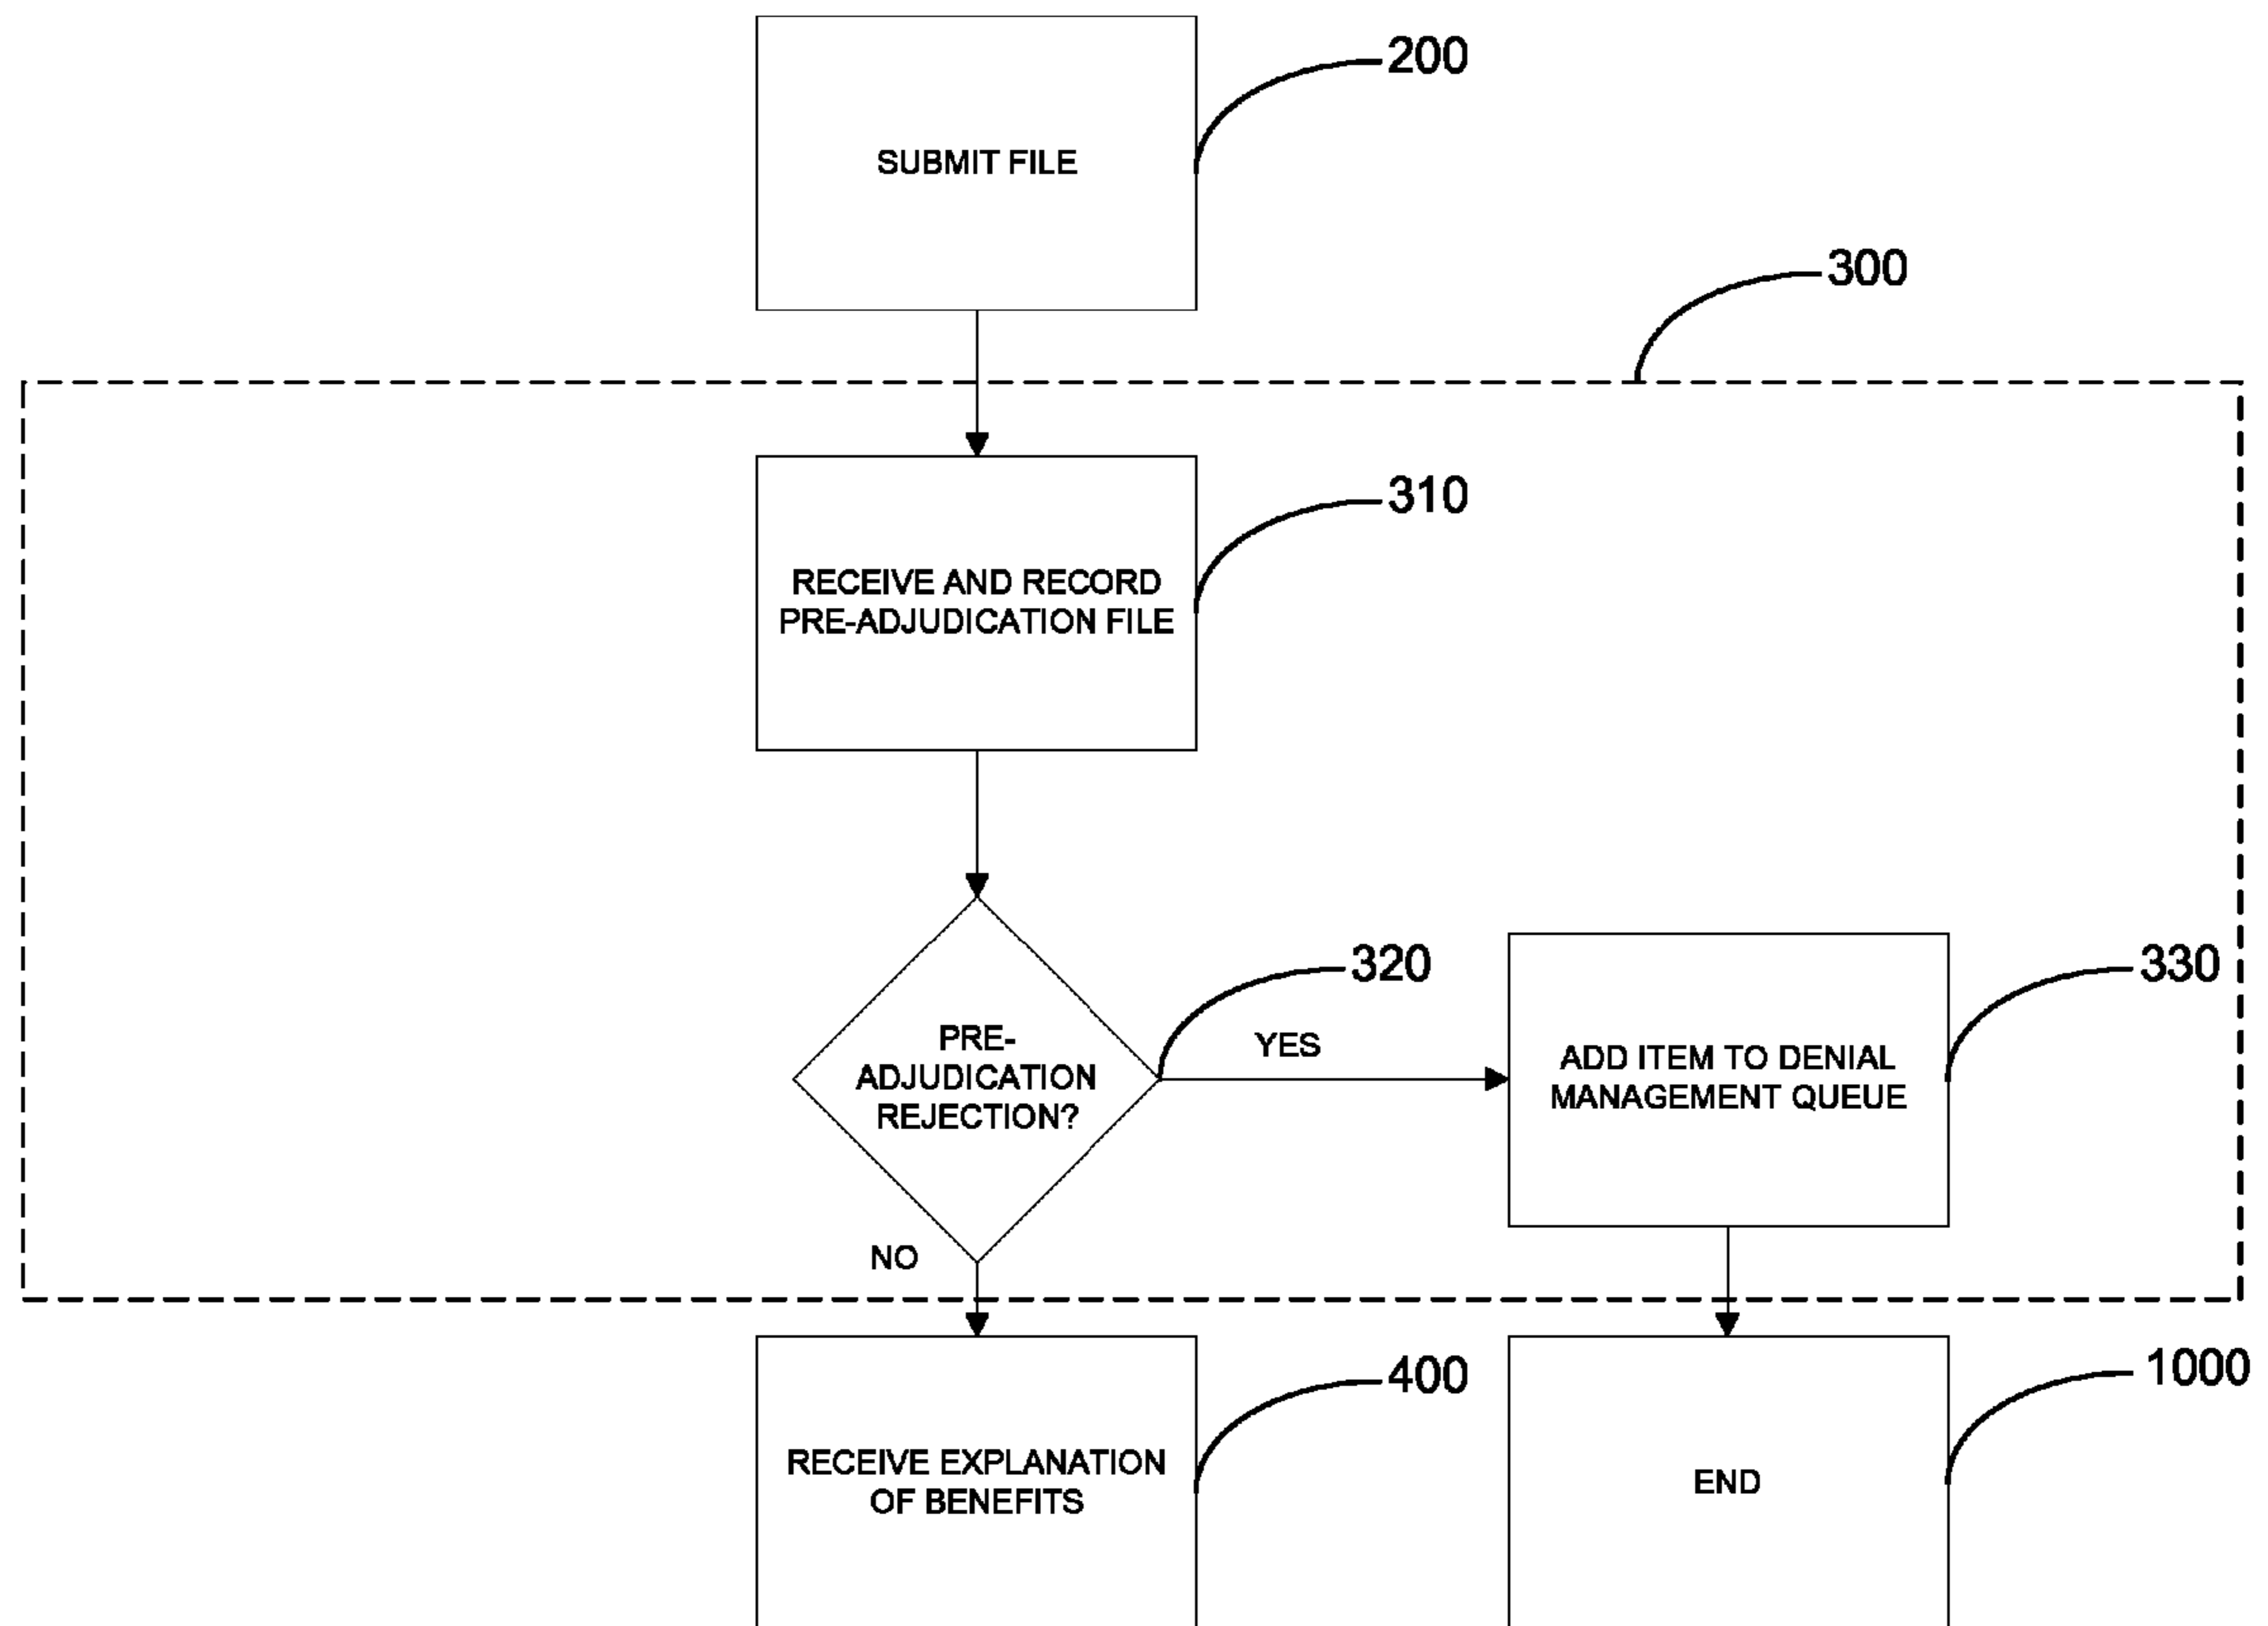 200
SUBMIT FILE
300
310
RECEIVE AND RECORD
PRE-ADJUDICATION FILE
320
330
PRE-
ADJUDICATION
REJECTION?
YES
ADD ITEM TO DENIAL
MANAGEMENT QUEUE
NO
400
1000
RECEIVE EXPLANATION
OF BENEFITS
END